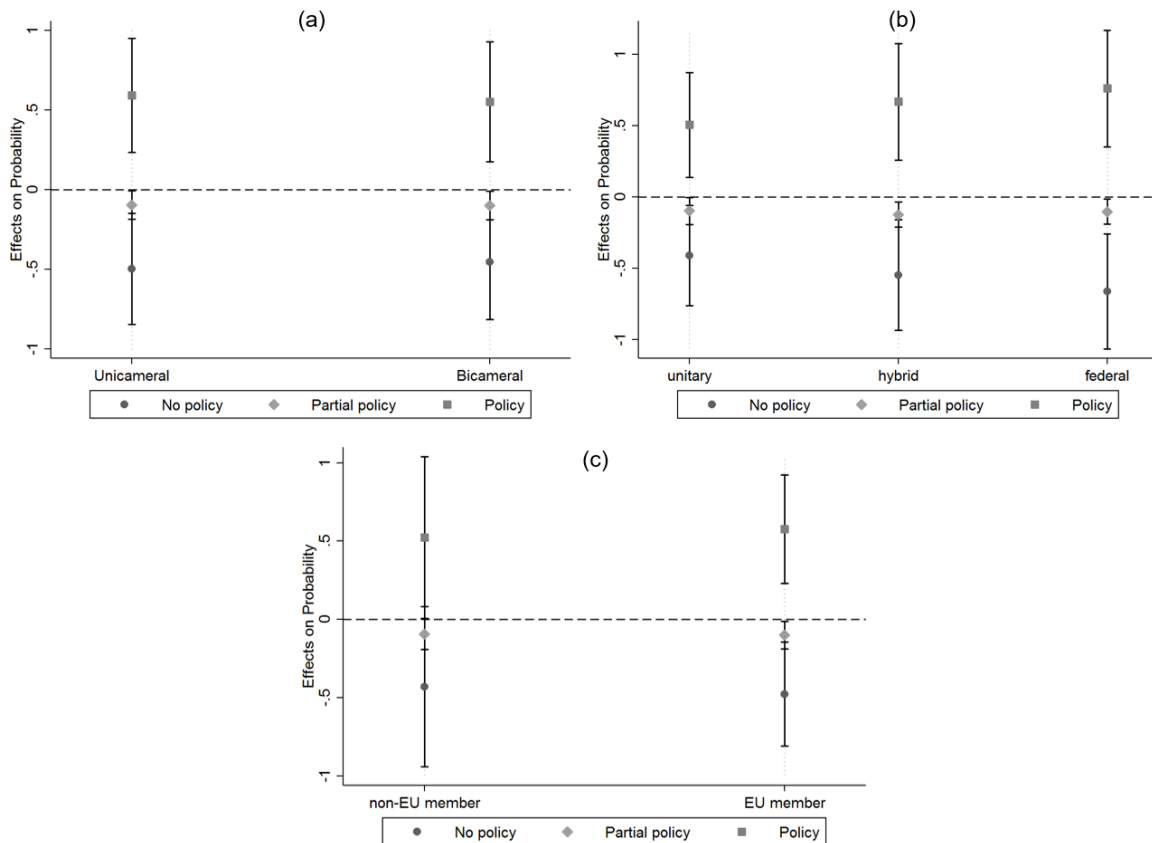 (a)
Effects on Probability
1
.5
0
-.5
-1
Unicameral Bicameral
No policy Partial policy Policy
(b)
Effects on Probability
1
.5
0
-.5
-1
unitary hybrid federal
No policy Partial policy Policy
(c)
Effects on Probability
1
.5
0
-.5
-1
non-EU member EU member
No policy Partial policy Policy